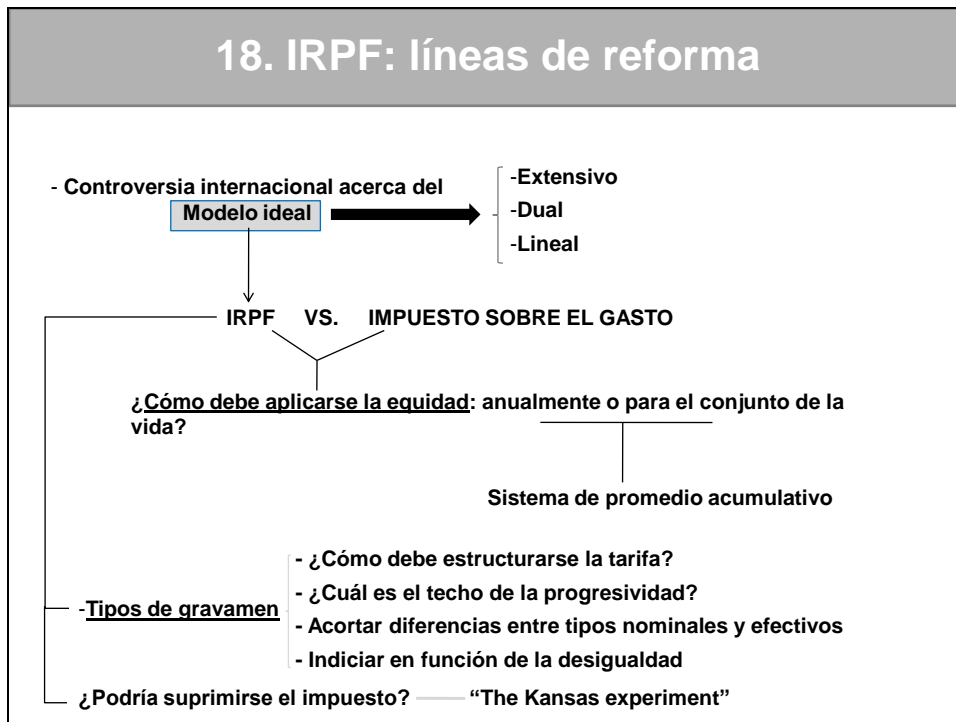 18. IRPF: líneas de reforma
- Controversia internacional acerca del
Modelo ideal
-Extensivo
-Dual
-Lineal
IRPF VS. IMPUESTO SOBRE EL GASTO
¿Cómo debe aplicarse la equidad: anualmente o para el conjunto de la
vida?
Sistema de promedio acumulativo
-Tipos de gravamen
- ¿Cómo debe estructurarse la tarifa?
- ¿Cuál es el techo de la progresividad?
- Acortar diferencias entre tipos nominales y efectivos
- Indiciar en función de la desigualdad
¿Podría suprimirse el impuesto? “The Kansas experiment”